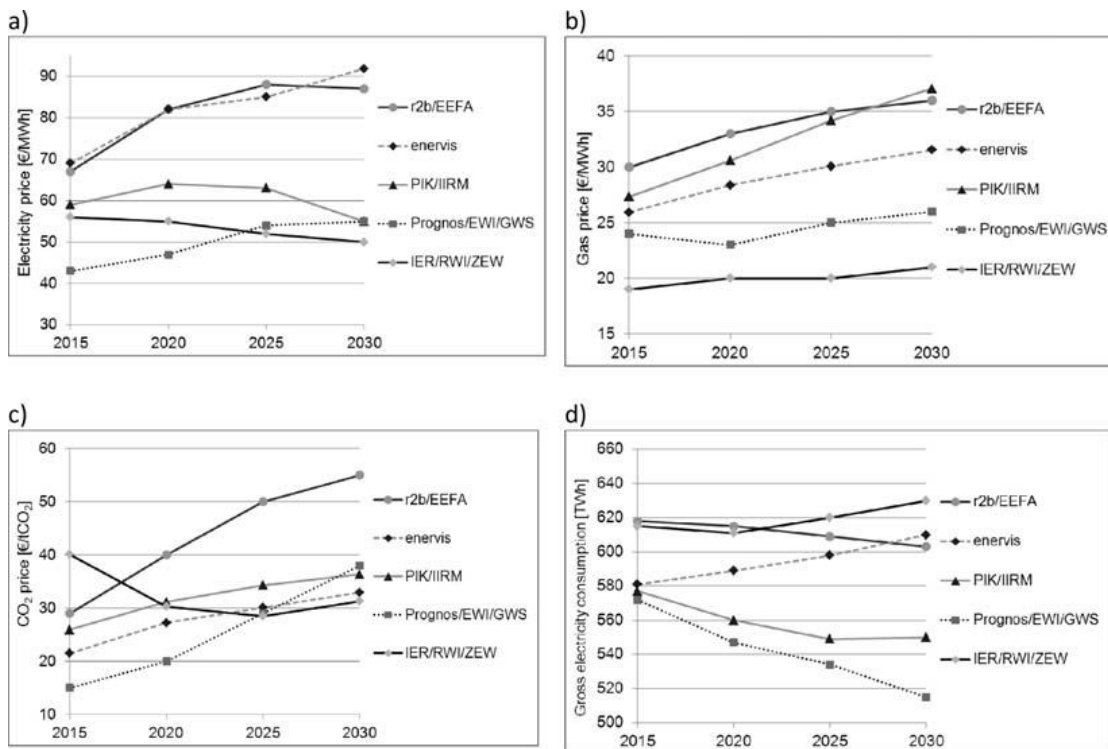 a)
Electricity price [€/MWh]
90
80
70
60
50
40
30
2015 2020 2025 2030
r2b/EEFA
enervis
PIK/IIRM
Prognos/EWI/GWS
IER/RWI/ZEW
b)
Gas price [€/MWh]
40
35
30
25
20
15
2015 2020 2025 2030
r2b/EEFA
enervis
PIK/IIRM
Prognos/EWI/GWS
IER/RWI/ZEW
c)
CO₂ price [€/tCO₂]
60
50
40
30
20
10
2015 2020 2025 2030
r2b/EEFA
enervis
PIK/IIRM
Prognos/EWI/GWS
IER/RWI/ZEW
d)
Gross electricity consumption [TWh]
660
640
620
600
580
560
540
520
500
2015 2020 2025 2030
r2b/EEFA
enervis
PIK/IIRM
Prognos/EWI/GWS
IER/RWI/ZEW